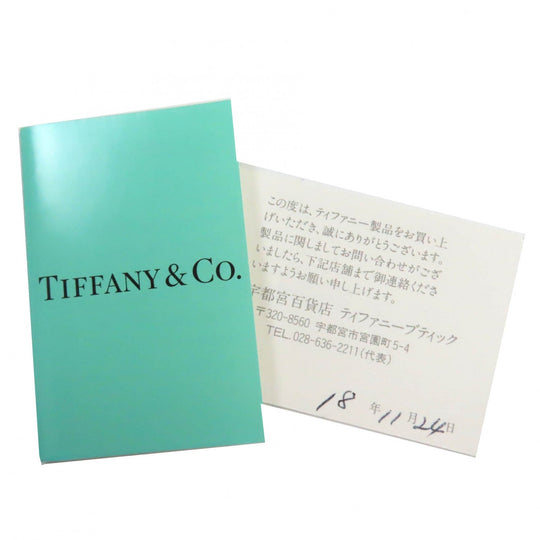 TIFFANY & CO.
この度は、ティファニー製品をお買い上
げいただき、誠にありがとうございます。
製品に関しましてお問い合わせがござ
いましたら、下記店舗まで御連絡くださ
いますようお願い申し上げます。
宇都宮百貨店 ティファニーブティック
〒320-8560 宇都宮市宮園町5-4
TEL.028-636-2211(代表)
18年11月24日